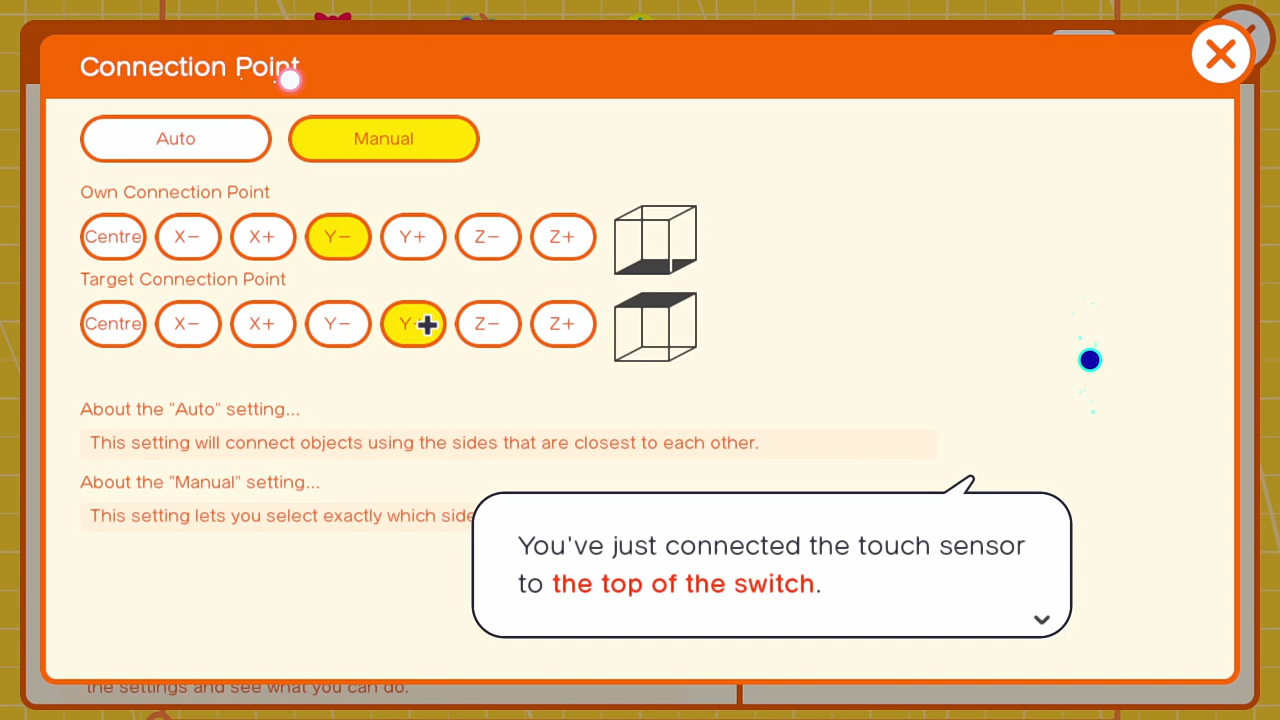 Connection Point
Auto
Manual
Own Connection Point
Centre
X−
X+
Y−
Y+
Z−
Z+
Target Connection Point
Centre
X−
X+
Y−
Y
Z−
Z+
About the "Auto" setting...
This setting will connect objects using the sides that are closest to each other.
About the "Manual" setting...
This setting lets you select exactly which side
You've just connected the touch sensor
to the top of the switch.
the settings and see what you can do.